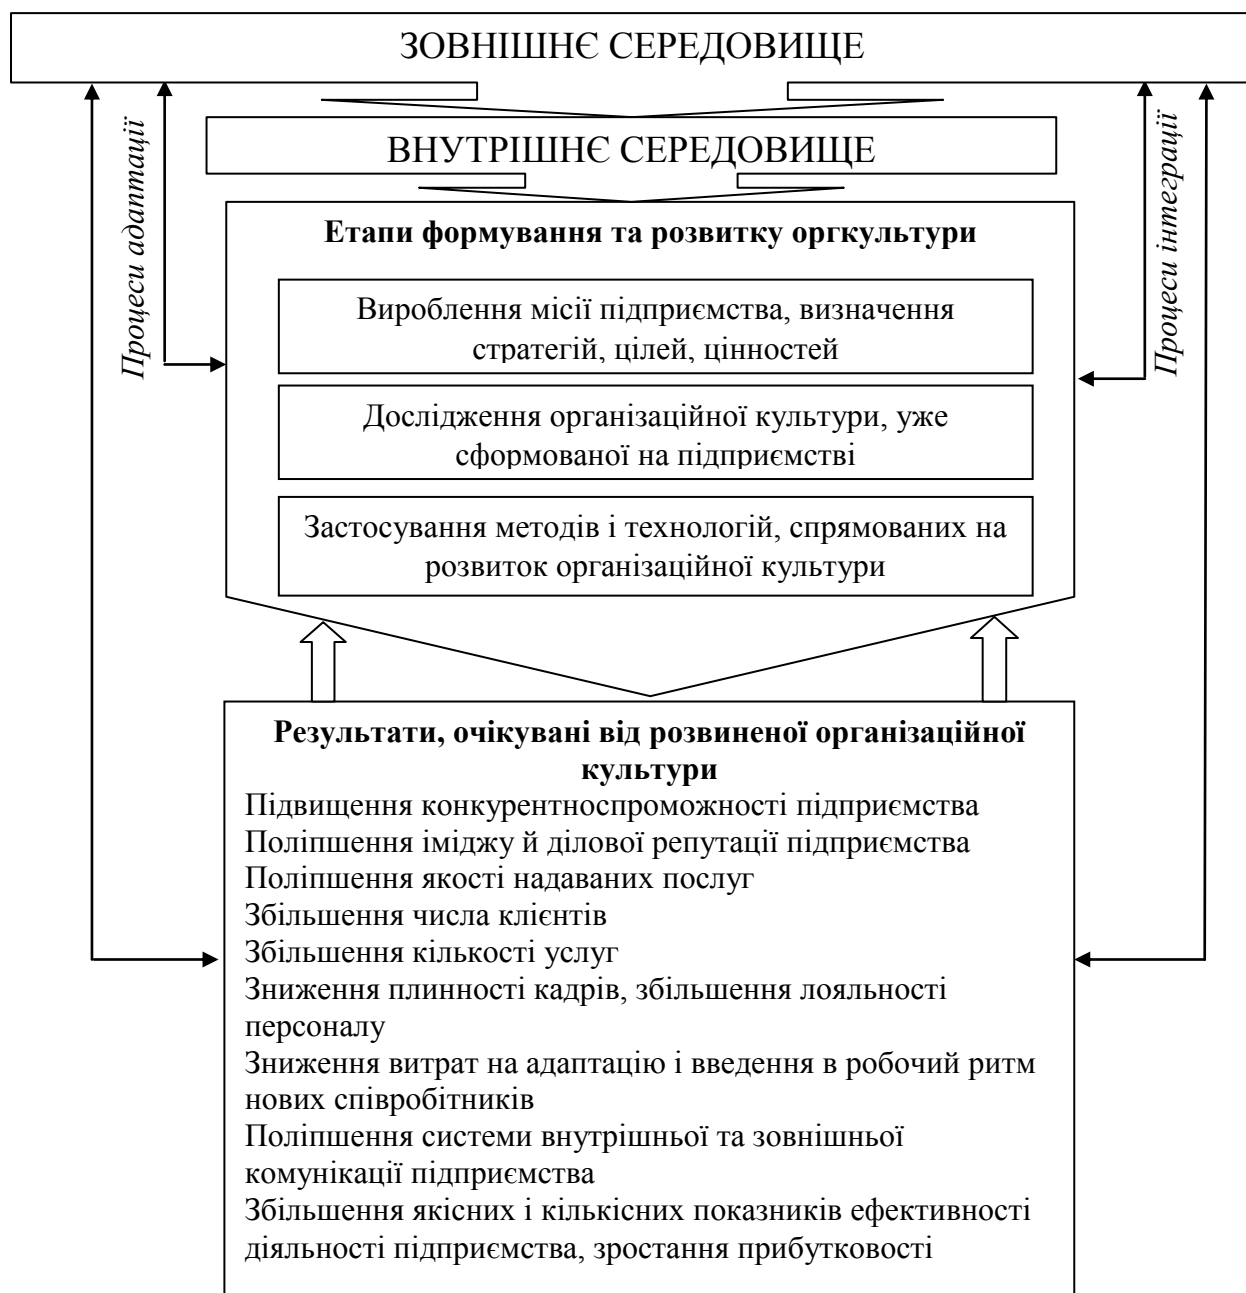 ЗОВНІШНЄ СЕРЕДОВИЩЕ
ВНУТРІШНЄ СЕРЕДОВИЩЕ
Процеси адаптації
Процеси інтеграції
Етапи формування та розвитку оргкультури
Вироблення місії підприємства, визначення
стратегій, цілей, цінностей
Дослідження організаційної культури, уже
сформованої на підприємстві
Застосування методів і технологій, спрямованих на
розвиток організаційної культури
Результати, очікувані від розвиненої організаційної
культури
Підвищення конкурентноспроможності підприємства
Поліпшення іміджу й ділової репутації підприємства
Поліпшення якості надаваних послуг
Збільшення числа клієнтів
Збільшення кількості услуг
Зниження плинності кадрів, збільшення лояльності
персоналу
Зниження витрат на адаптацію і введення в робочий ритм
нових співробітників
Поліпшення системи внутрішньої та зовнішньої
комунікації підприємства
Збільшення якісних і кількісних показників ефективності
діяльності підприємства, зростання прибутковості